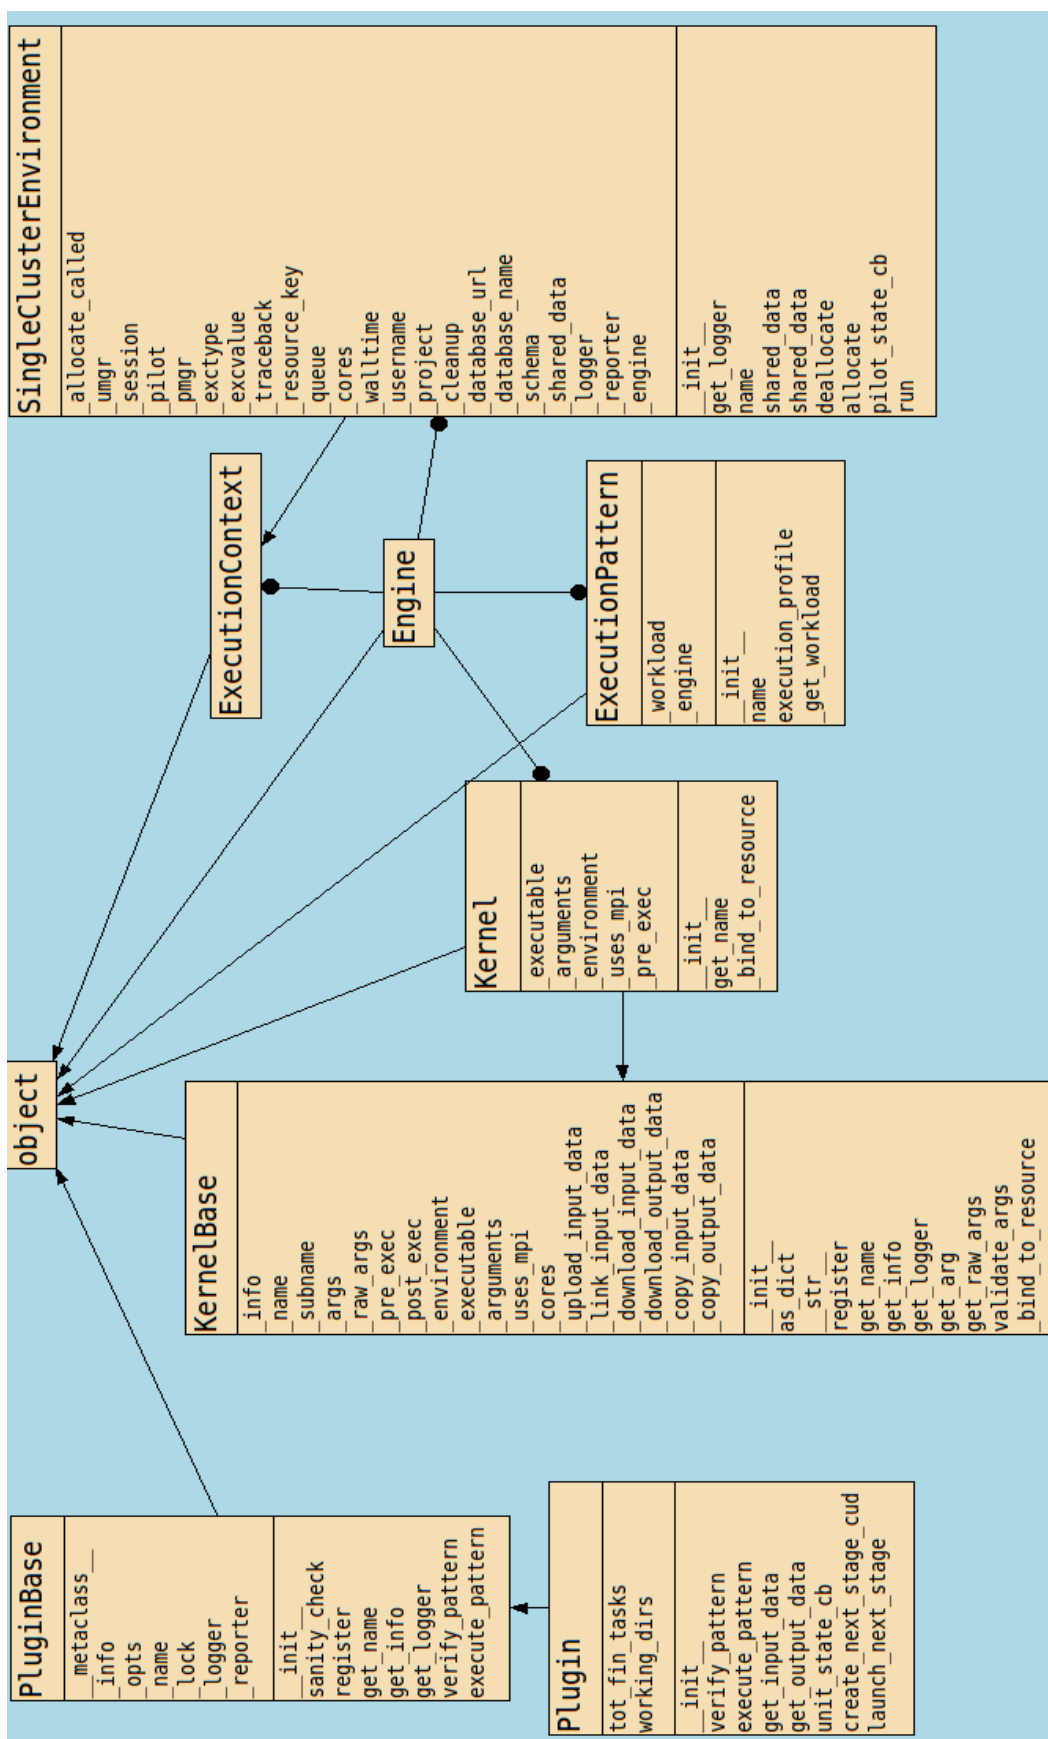 PluginBase
__metaclass__
_info
_opts
_name
_lock
_logger
_reporter
__init__
sanity_check
register
get_name
get_info
get_logger
verify_pattern
execute_pattern
Plugin
tot_fin_tasks
working_dirs
__init__
verify_pattern
execute_pattern
get_input_data
get_output_data
unit_state_cb
create_next_stage_cud
launch_next_stage
object
KernelBase
_info
_name
_subname
_args
_raw_args
_pre_exec
_post_exec
_environment
_executable
_arguments
_uses_mpi
_cores
_upload_input_data
_link_input_data
_download_input_data
_download_output_data
_copy_input_data
_copy_output_data
__init__
as_dict
__str__
register
get_name
get_info
get_logger
get_arg
get_raw_args
validate_args
_bind_to_resource
Kernel
_executable
_arguments
_environment
_uses_mpi
_pre_exec
__init__
get_name
_bind_to_resource
ExecutionContext
Engine
ExecutionPattern
_workload
_engine
__init__
name
execution_profile
_get_workload
SingleClusterEnvironment
_allocate_called
_umgr
_session
_pilot
_pmgr
_exctype
_excvalue
_traceback
_resource_key
_queue
_cores
_walltime
_username
_project
_cleanup
_database_url
_database_name
_schema
_shared_data
_logger
_reporter
_engine
__init__
get_logger
name
shared_data
shared_data
deallocate
allocate
pilot_state_cb
run